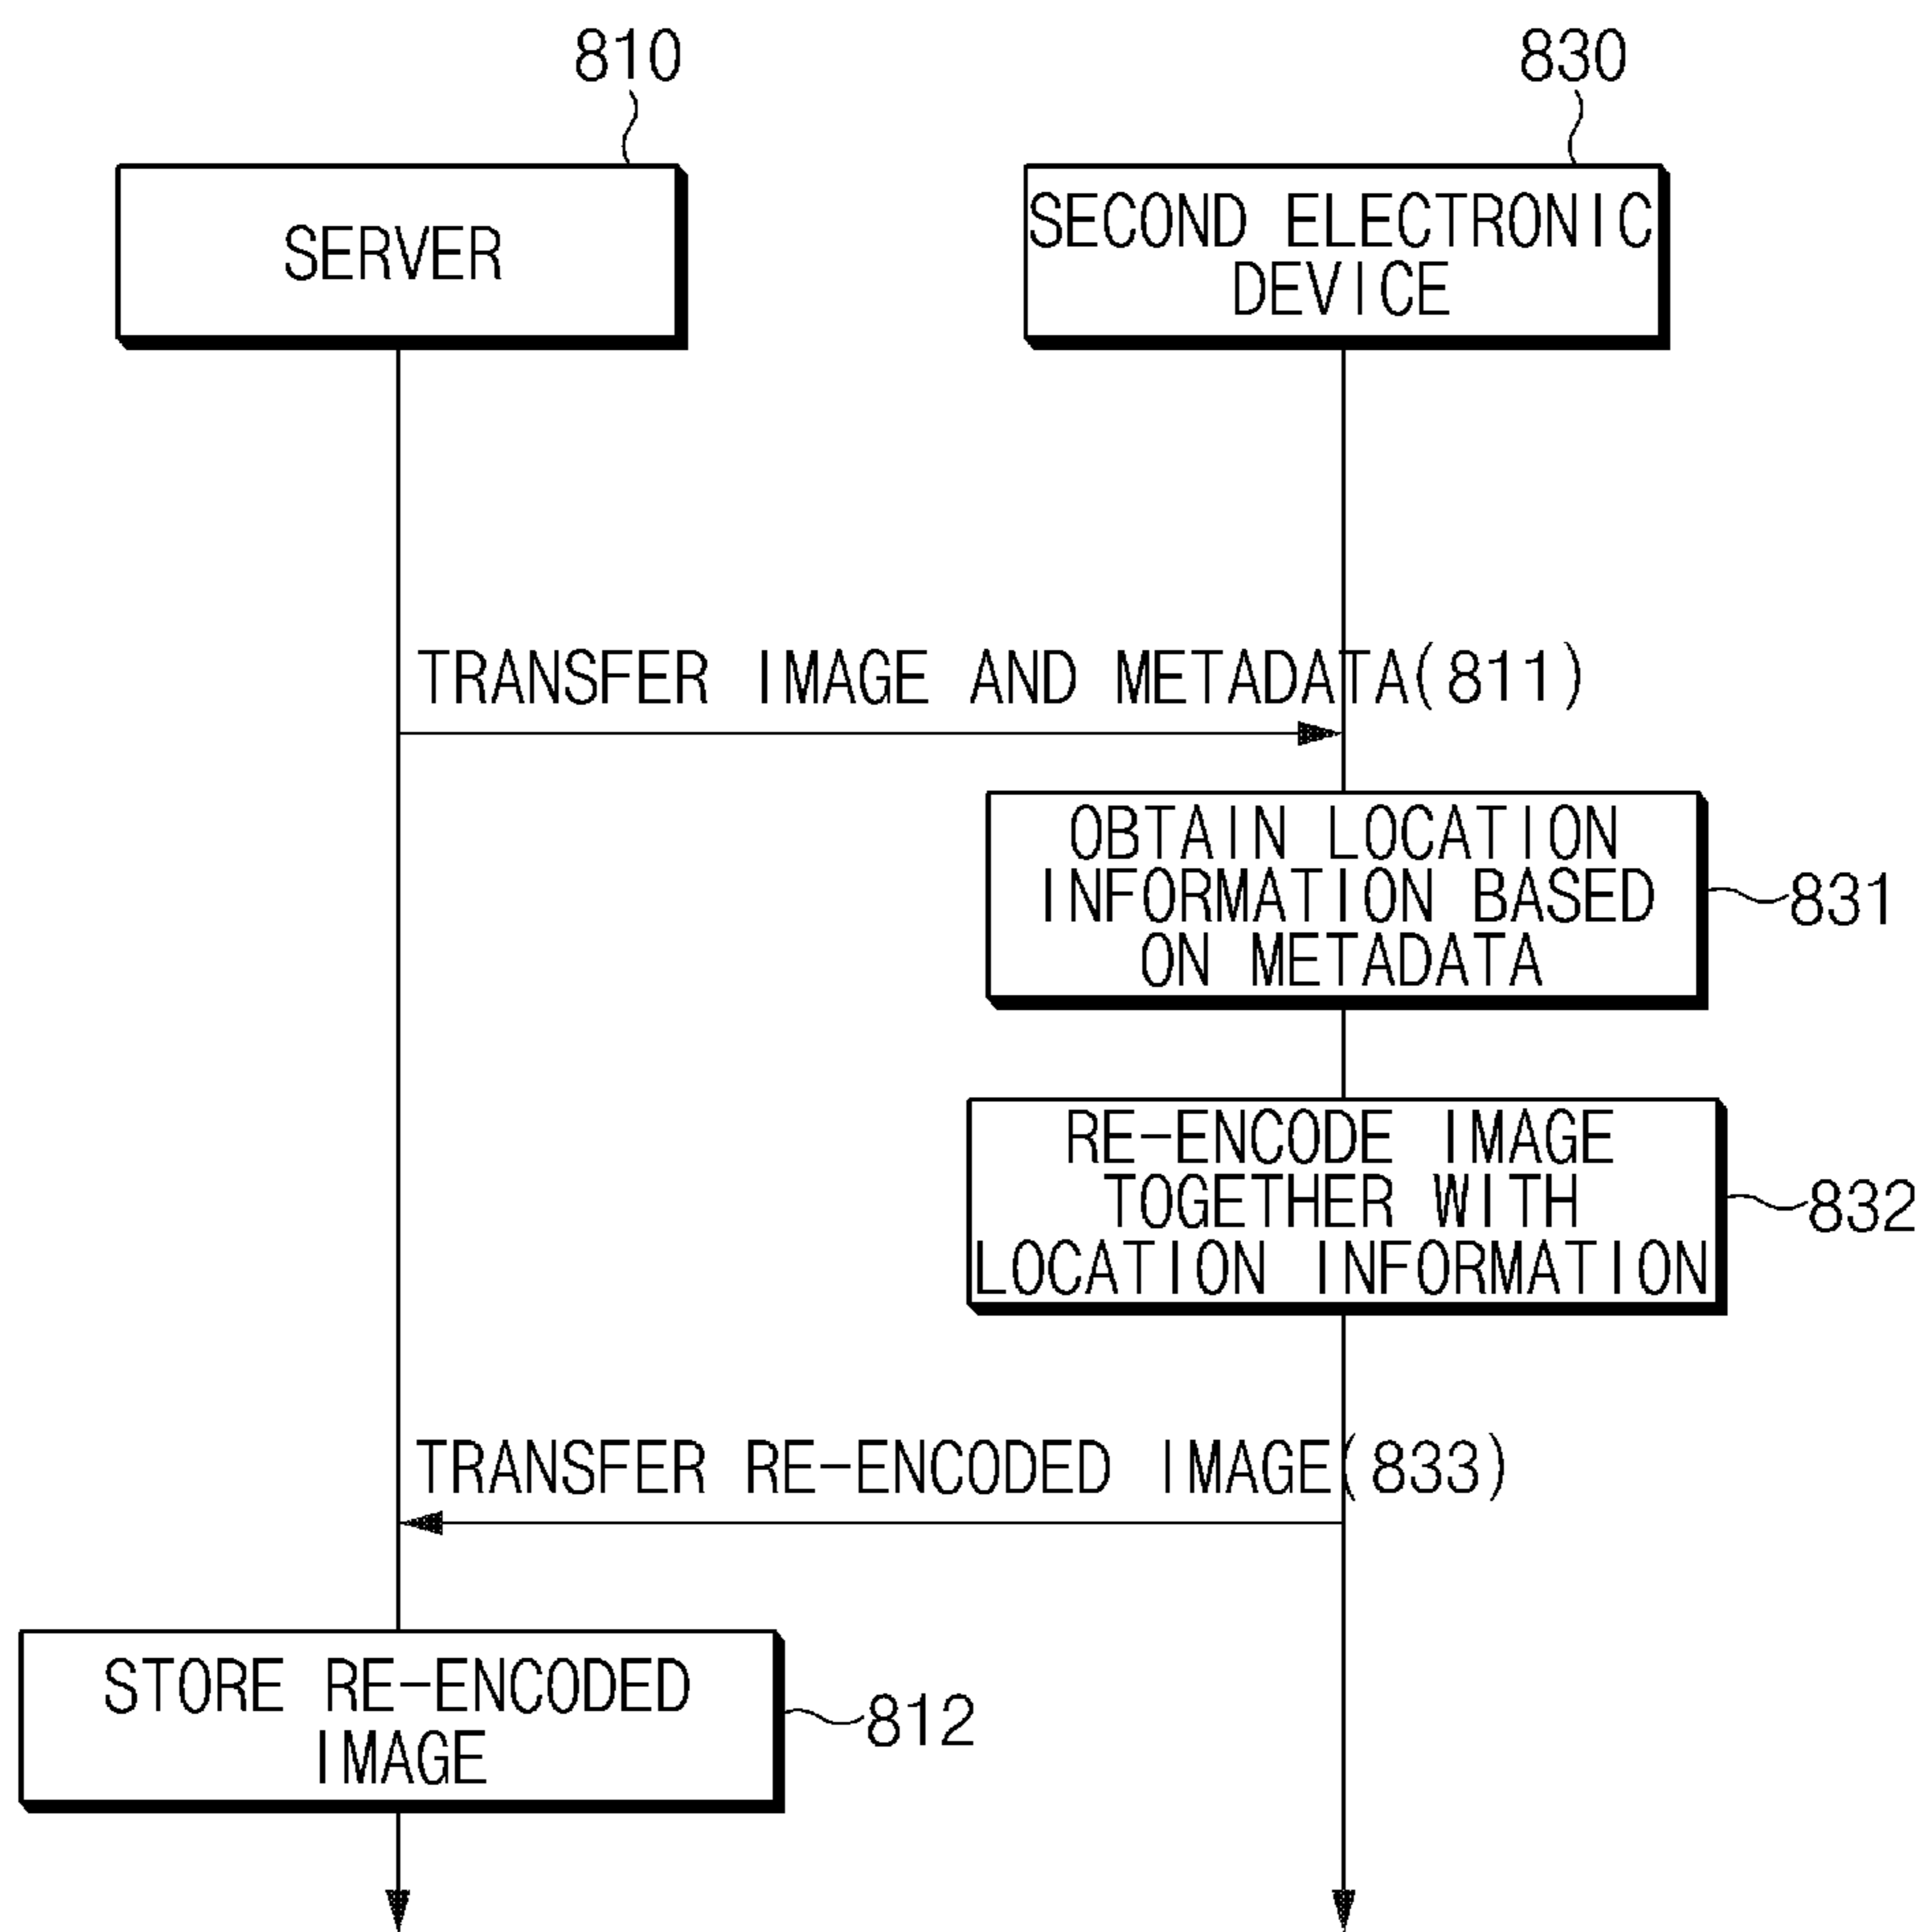 810
830
SERVER
SECOND ELECTRONIC
DEVICE
TRANSFER IMAGE AND METADATA(811)
OBTAIN LOCATION
INFORMATION BASED
ON METADATA
831
RE-ENCODE IMAGE
TOGETHER WITH
LOCATION INFORMATION
832
TRANSFER RE-ENCODED IMAGE(833)
STORE RE-ENCODED
IMAGE
812